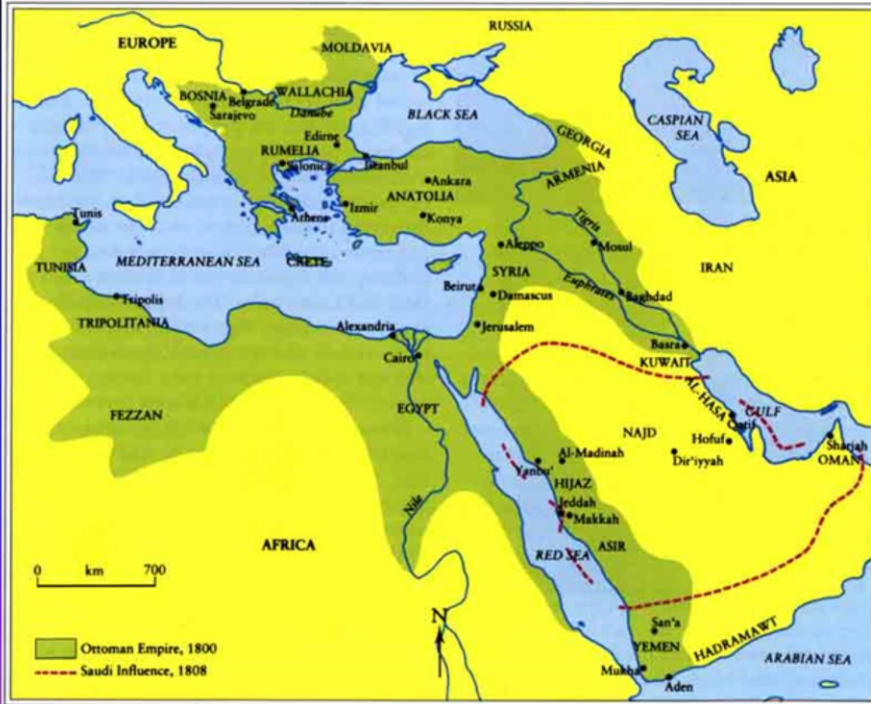 RUSSIA
EUROPE
MOLDAVIA
BOSNIA
WALLACHIA
Belgrade
Sarajevo
Danube
BLACK SEA
CASPIAN
SEA
Edirne
RUMELIA
Salonica
Istanbul
GEORGIA
ARMENIA
ASIA
Ankara
ANATOLIA
Izmir
Konya
Athens
Tunis
Tigris
Mosul
Aleppo
TUNISIA
MEDITERRANEAN SEA
CRETE
SYRIA
IRAN
Euphrates
Beirut
Damascus
Baghdad
Tripolis
TRIPOLITANIA
Alexandria
Jerusalem
Cairo
Basra
KUWAIT
AL-HASA
GULF
FEZZAN
EGYPT
NAJD
Qatif
Hofuf
Sharjah
OMAN
Al-Madinah
Dir'iyyah
Yanbu'
HIJAZ
Jeddah
Makkah
Nile
AFRICA
RED SEA
ASIR
0 km 700
N
San'a
YEMEN
HADRAMAWT
Ottoman Empire, 1800
ARABIAN SEA
Saudi Influence, 1808
Mukha
Aden